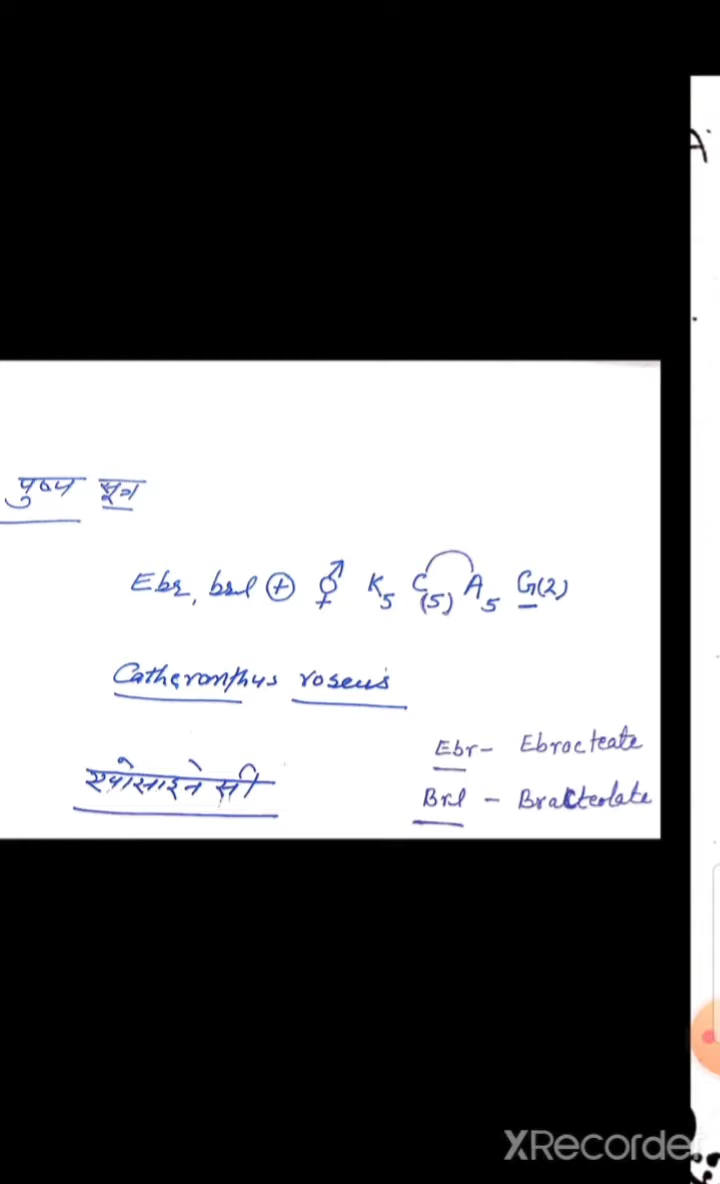 पुष्प सूत्र
Ebr, brl ⊕ ⚥ K5 C(5) A5 G(2)
Catheranthus roseus
एपोसाइनेसी
Ebr - Ebracteate
Brl - Bracteolate
XRecorder